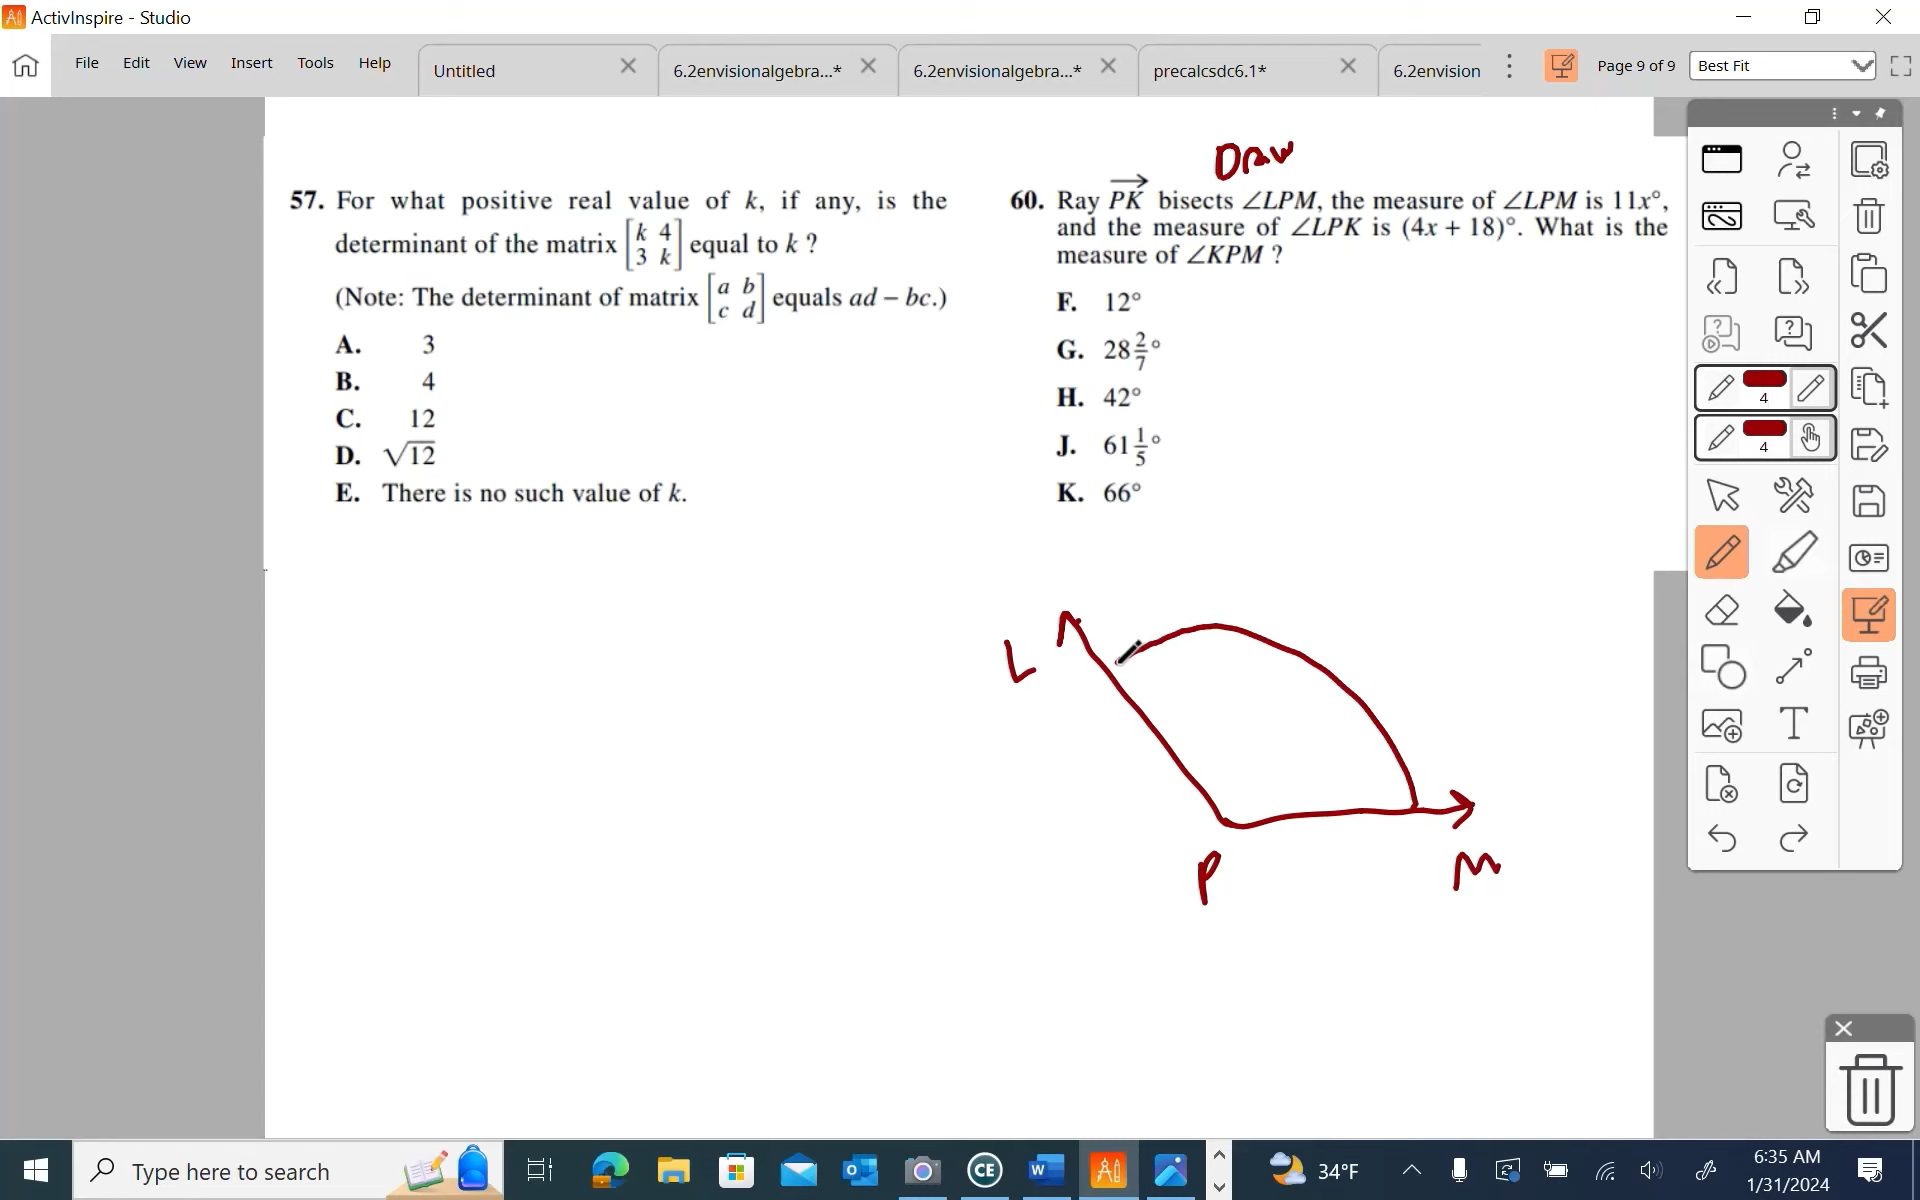 ActivInspire - Studio
File Edit View Insert Tools Help
Untitled
6.2envisionalgebra...*
6.2envisionalgebra...*
precalcsdc6.1*
6.2envision
Page 9 of 9
Best Fit
Draw
57. For what positive real value of k, if any, is the
determinant of the matrix [k 4
3 k] equal to k ?
(Note: The determinant of matrix [a b
c d] equals ad – bc.)
A. 3
B. 4
C. 12
D. √12
E. There is no such value of k.
60. Ray PK bisects ∠LPM, the measure of ∠LPM is 11x°,
and the measure of ∠LPK is (4x + 18)°. What is the
measure of ∠KPM ?
F. 12°
G. 28 2/7°
H. 42°
J. 61 1/5°
K. 66°
L
P
M
4
4
Type here to search
34°F
6:35 AM
1/31/2024